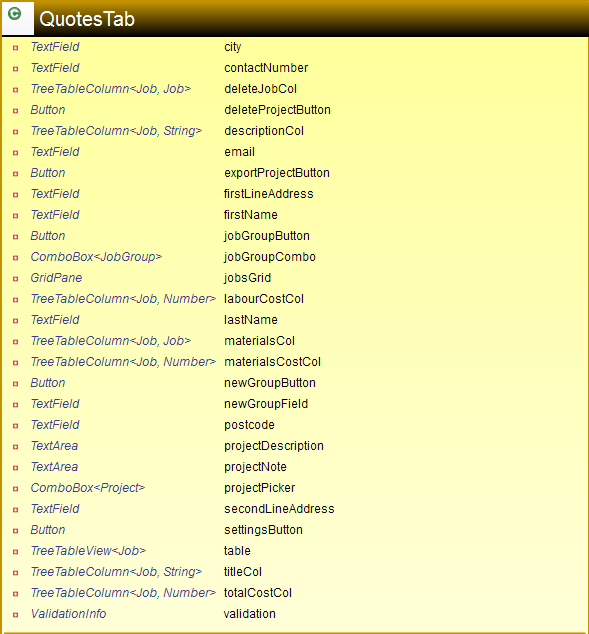 C QuotesTab
TextField city
TextField contactNumber
TreeTableColumn<Job, Job> deleteJobCol
Button deleteProjectButton
TreeTableColumn<Job, String> descriptionCol
TextField email
Button exportProjectButton
TextField firstLineAddress
TextField firstName
Button jobGroupButton
ComboBox<JobGroup> jobGroupCombo
GridPane jobsGrid
TreeTableColumn<Job, Number> labourCostCol
TextField lastName
TreeTableColumn<Job, Job> materialsCol
TreeTableColumn<Job, Number> materialsCostCol
Button newGroupButton
TextField newGroupField
TextField postcode
TextArea projectDescription
TextArea projectNote
ComboBox<Project> projectPicker
TextField secondLineAddress
Button settingsButton
TreeTableView<Job> table
TreeTableColumn<Job, String> titleCol
TreeTableColumn<Job, Number> totalCostCol
ValidationInfo validation